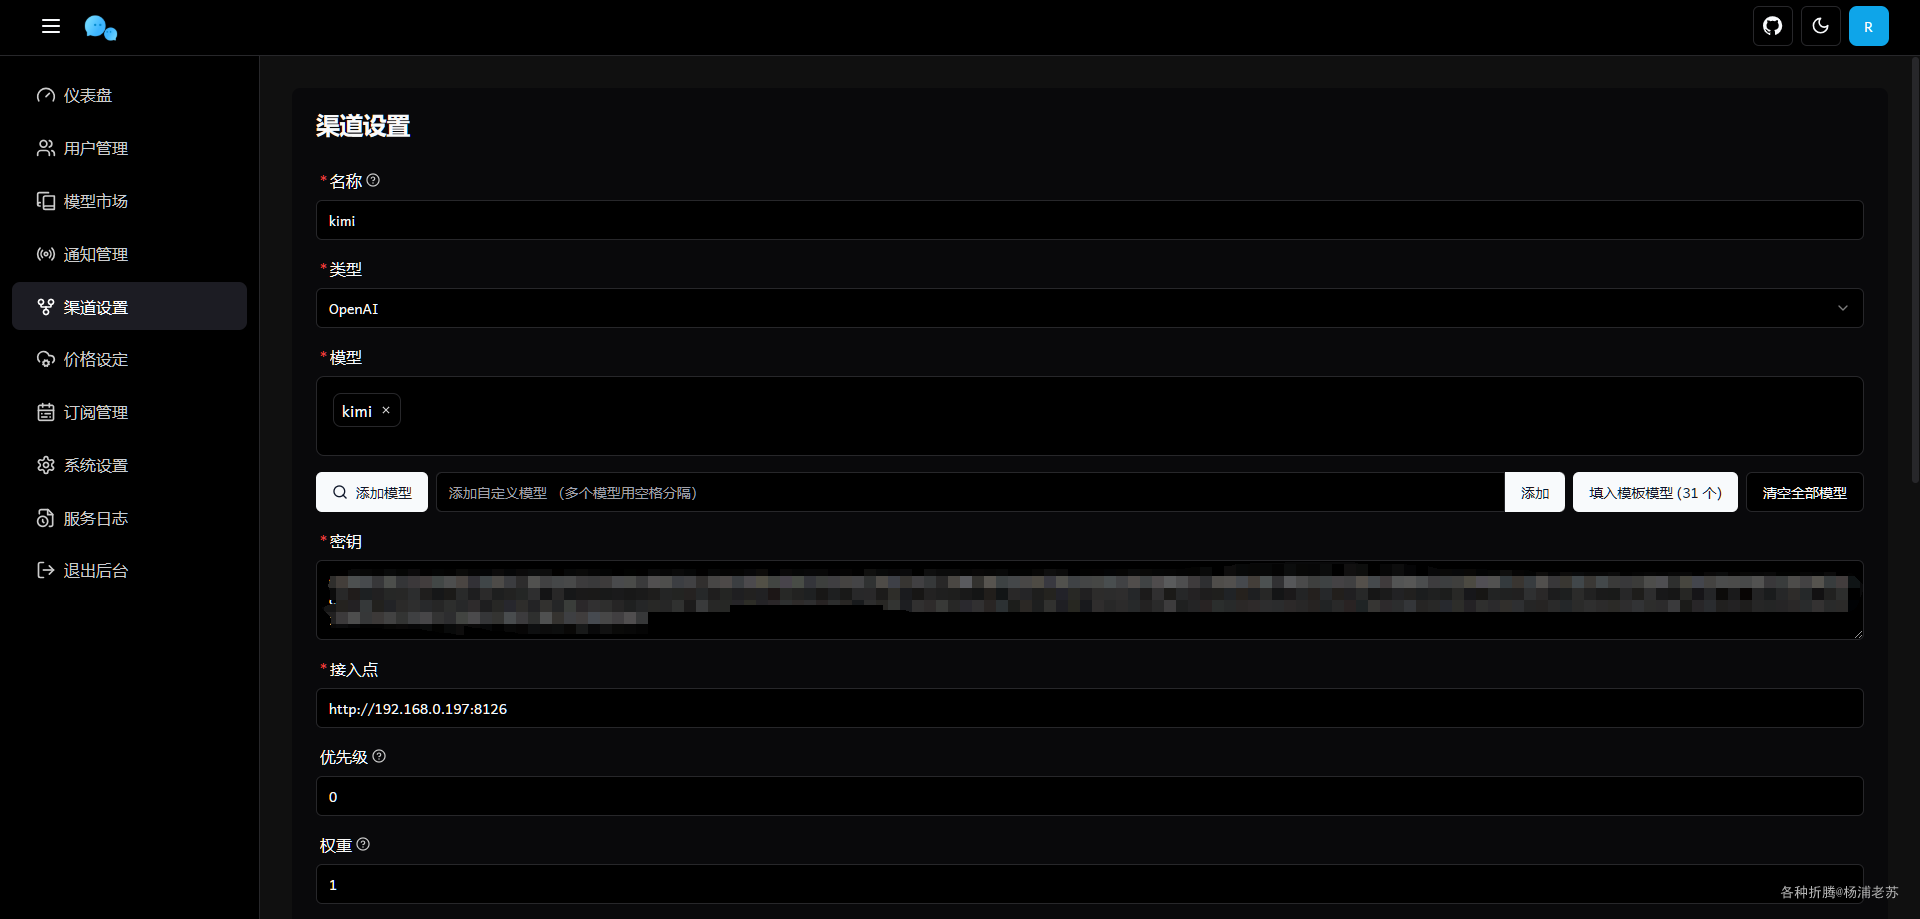 R
仪表盘
用户管理
模型市场
通知管理
渠道设置
价格设定
订阅管理
系统设置
服务日志
退出后台
渠道设置
*名称
kimi
*类型
OpenAI
*模型
kimi ×
添加模型 添加自定义模型 （多个模型用空格分隔） 添加 填入模板模型 (31 个) 清空全部模型
*密钥
*接入点
http://192.168.0.197:8126
优先级
0
权重
1
各种折腾@杨浦老苏